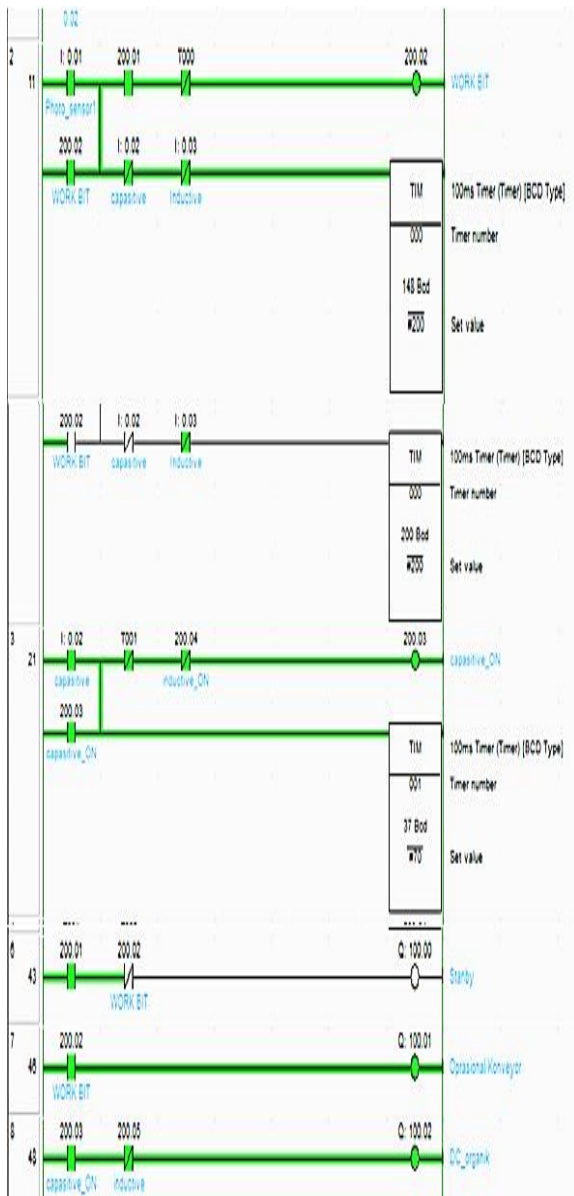 0.02
2
I: 0.01 200.01 T000 200.02
11
WORK BIT
Photo_sensor1
200.02 I: 0.02 I: 0.03
WORK BIT capasitive Inductive
TIM 100ms Timer (Timer) [BCD Type]
000 Timer number
148 Bcd
#200 Set value
200.02 I: 0.02 I: 0.03
WORK BIT capasitive Inductive
TIM 100ms Timer (Timer) [BCD Type]
000 Timer number
200 Bcd
#200 Set value
3
I: 0.02 T001 200.04 200.03
21
capasitive_ON
capasitive inductive_ON
200.03
capasitive_ON
TIM 100ms Timer (Timer) [BCD Type]
001 Timer number
37 Bcd
#70 Set value
6
200.01 200.02 Q: 100.00
43
Stanby
WORK BIT
7
200.02 Q: 100.01
46
Oprasional Konveyor
WORK BIT
8
200.03 200.05 Q: 100.02
48
DC_organik
capasitive_ON inductive